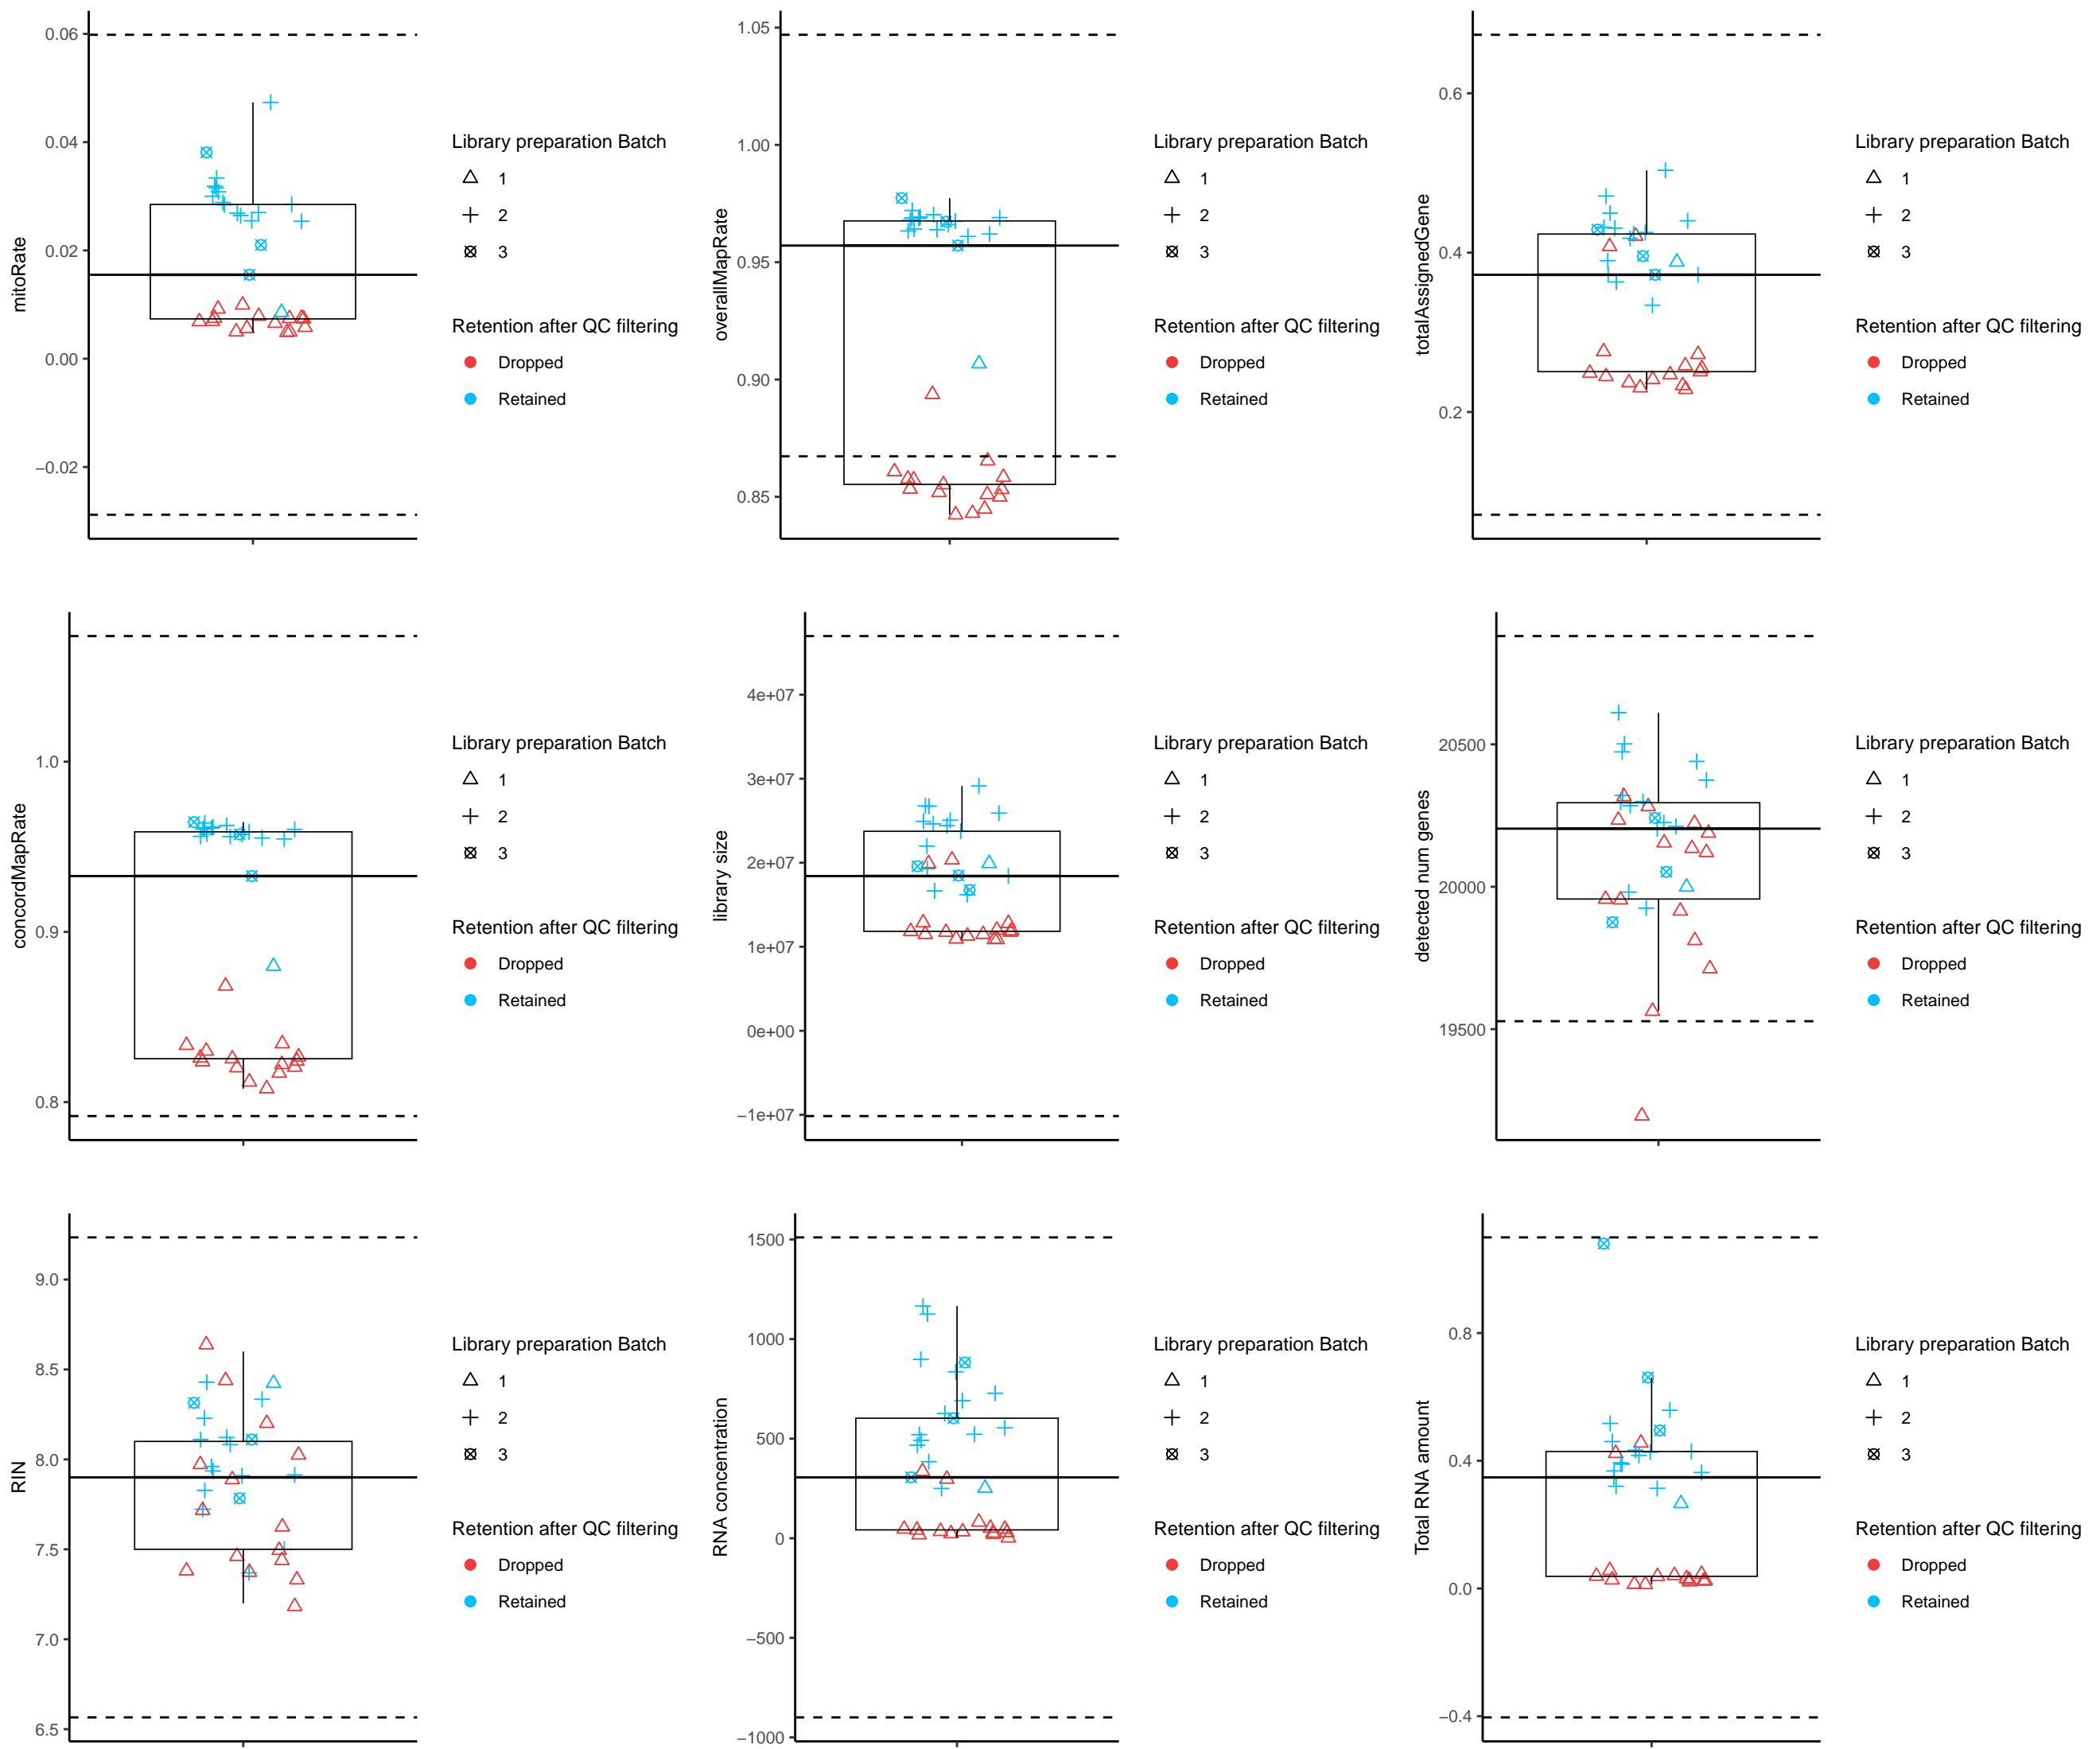 mitoRate
0.06
0.04
0.02
0.00
−0.02
Library preparation Batch
1
2
3
Retention after QC filtering
Dropped
Retained
overallMapRate
1.05
1.00
0.95
0.90
0.85
Library preparation Batch
1
2
3
Retention after QC filtering
Dropped
Retained
totalAssignedGene
0.6
0.4
0.2
Library preparation Batch
1
2
3
Retention after QC filtering
Dropped
Retained
concordMapRate
1.0
0.9
0.8
Library preparation Batch
1
2
3
Retention after QC filtering
Dropped
Retained
library size
4e+07
3e+07
2e+07
1e+07
0e+00
−1e+07
Library preparation Batch
1
2
3
Retention after QC filtering
Dropped
Retained
detected num genes
20500
20000
19500
Library preparation Batch
1
2
3
Retention after QC filtering
Dropped
Retained
RIN
9.0
8.5
8.0
7.5
7.0
6.5
Library preparation Batch
1
2
3
Retention after QC filtering
Dropped
Retained
RNA concentration
1500
1000
500
0
−500
−1000
Library preparation Batch
1
2
3
Retention after QC filtering
Dropped
Retained
Total RNA amount
0.8
0.4
0.0
−0.4
Library preparation Batch
1
2
3
Retention after QC filtering
Dropped
Retained